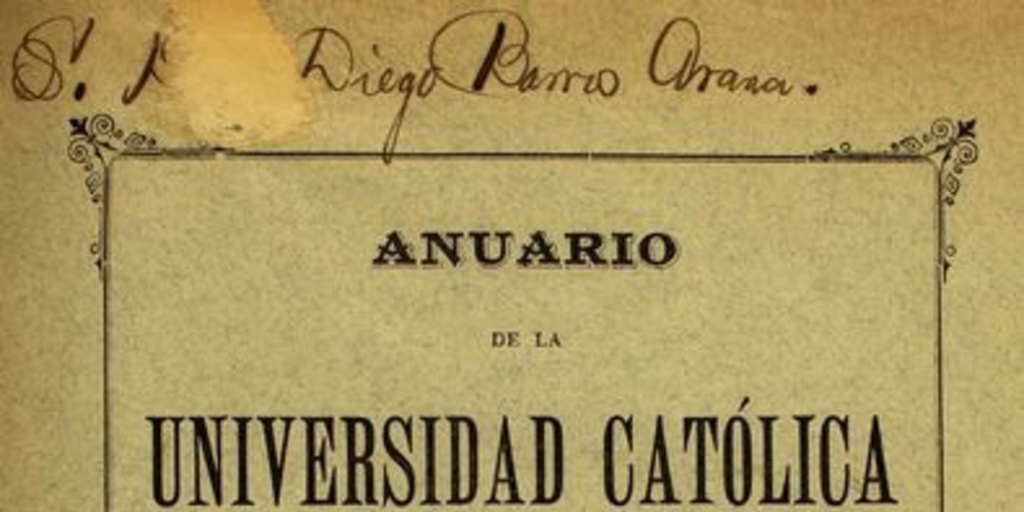 S. Diego Barros Arana.
ANUARIO
DE LA
UNIVERSIDAD CATÓLICA